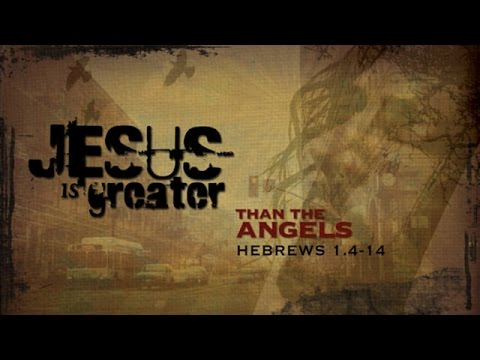 JESUS
IS greater
THAN THE
ANGELS
HEBREWS 1.4-14